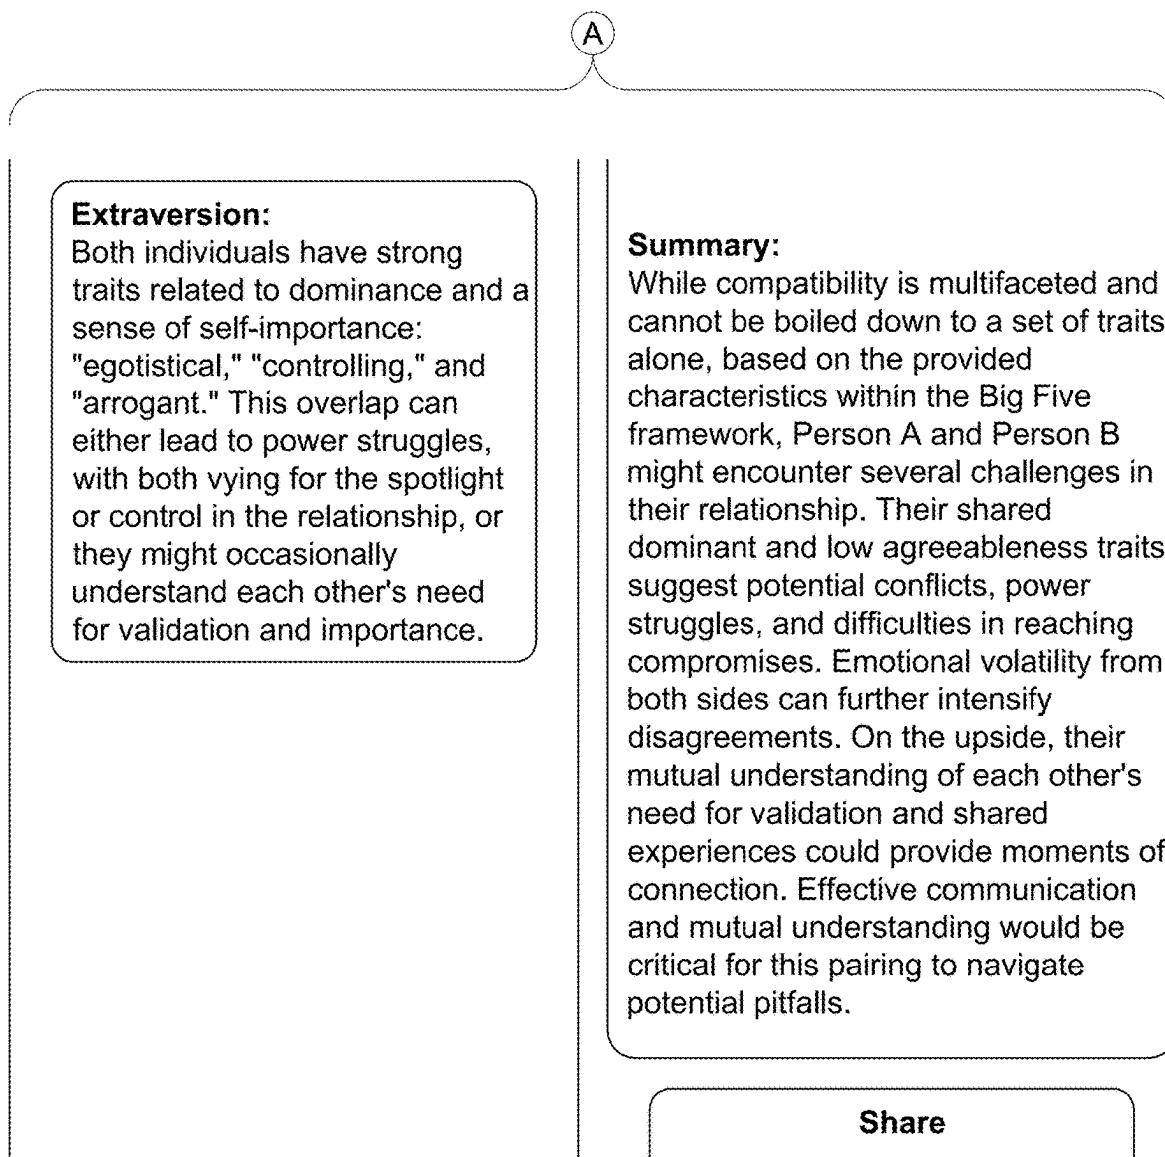 A
Extraversion:
Both individuals have strong
traits related to dominance and a
sense of self-importance:
"egotistical," "controlling," and
"arrogant." This overlap can
either lead to power struggles,
with both vying for the spotlight
or control in the relationship, or
they might occasionally
understand each other's need
for validation and importance.
Summary:
While compatibility is multifaceted and
cannot be boiled down to a set of traits
alone, based on the provided
characteristics within the Big Five
framework, Person A and Person B
might encounter several challenges in
their relationship. Their shared
dominant and low agreeableness traits
suggest potential conflicts, power
struggles, and difficulties in reaching
compromises. Emotional volatility from
both sides can further intensify
disagreements. On the upside, their
mutual understanding of each other's
need for validation and shared
experiences could provide moments of
connection. Effective communication
and mutual understanding would be
critical for this pairing to navigate
potential pitfalls.
Share